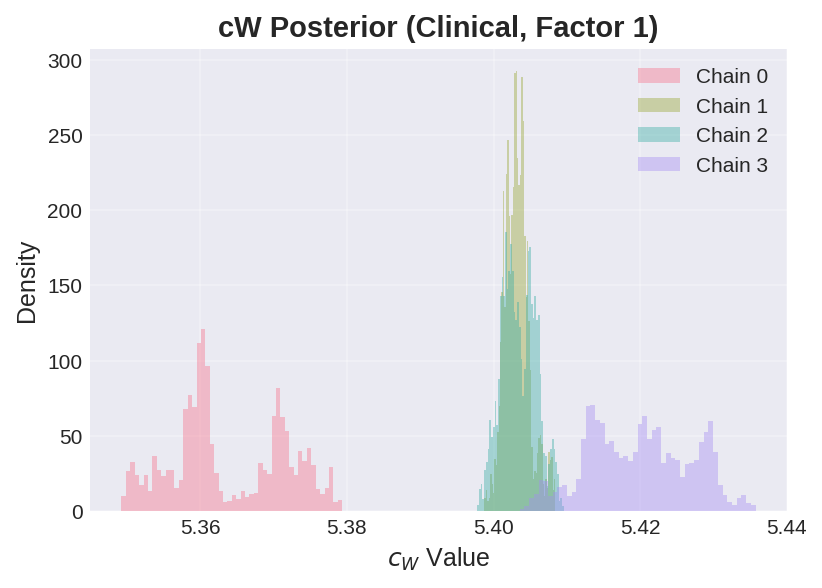 cW Posterior (Clinical, Factor 1)
300
250
200
150
100
50
0
Density
Chain 0
Chain 1
Chain 2
Chain 3
5.36 5.38 5.40 5.42 5.44
c_W Value